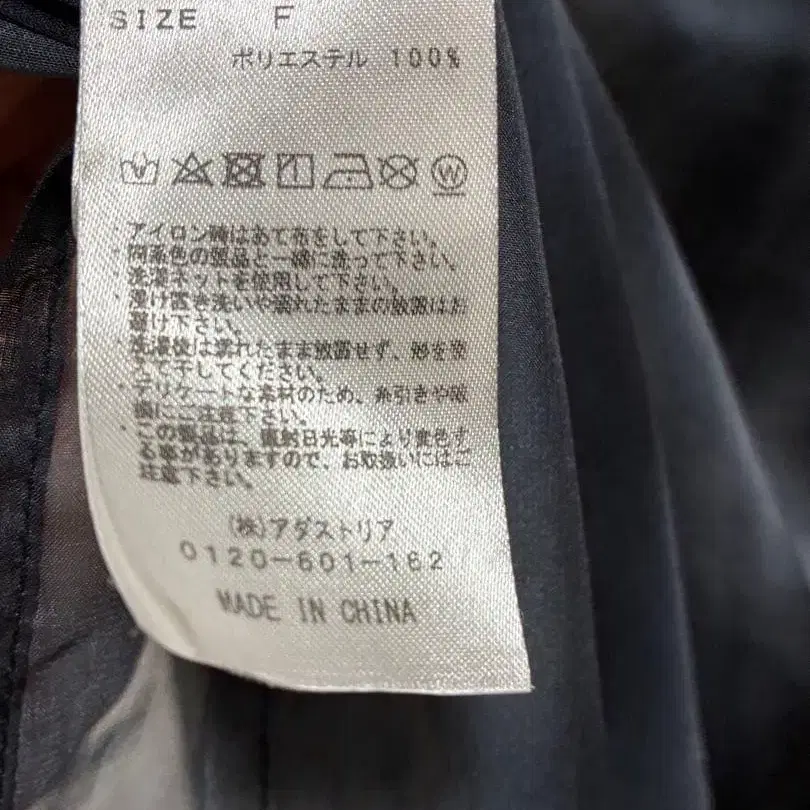 SIZE F
ポリエステル 100%
・アイロン時はあて布をして下さい。
・同系色の製品と一緒に洗って下さい。
・洗濯ネットを使用して下さい。
・漬け置き洗いや濡れたままの放置はお
避け下さい。
・洗濯後は濡れたまま放置せず、形を整
えて干してください。
・デリケートな素材のため、糸引きや破
損にご注意下さい。
・この製品は、直射日光等により変色す
る事がありますので、お取扱いにはご
注意下さい。
(株)アダストリア
0120-601-162
MADE IN CHINA